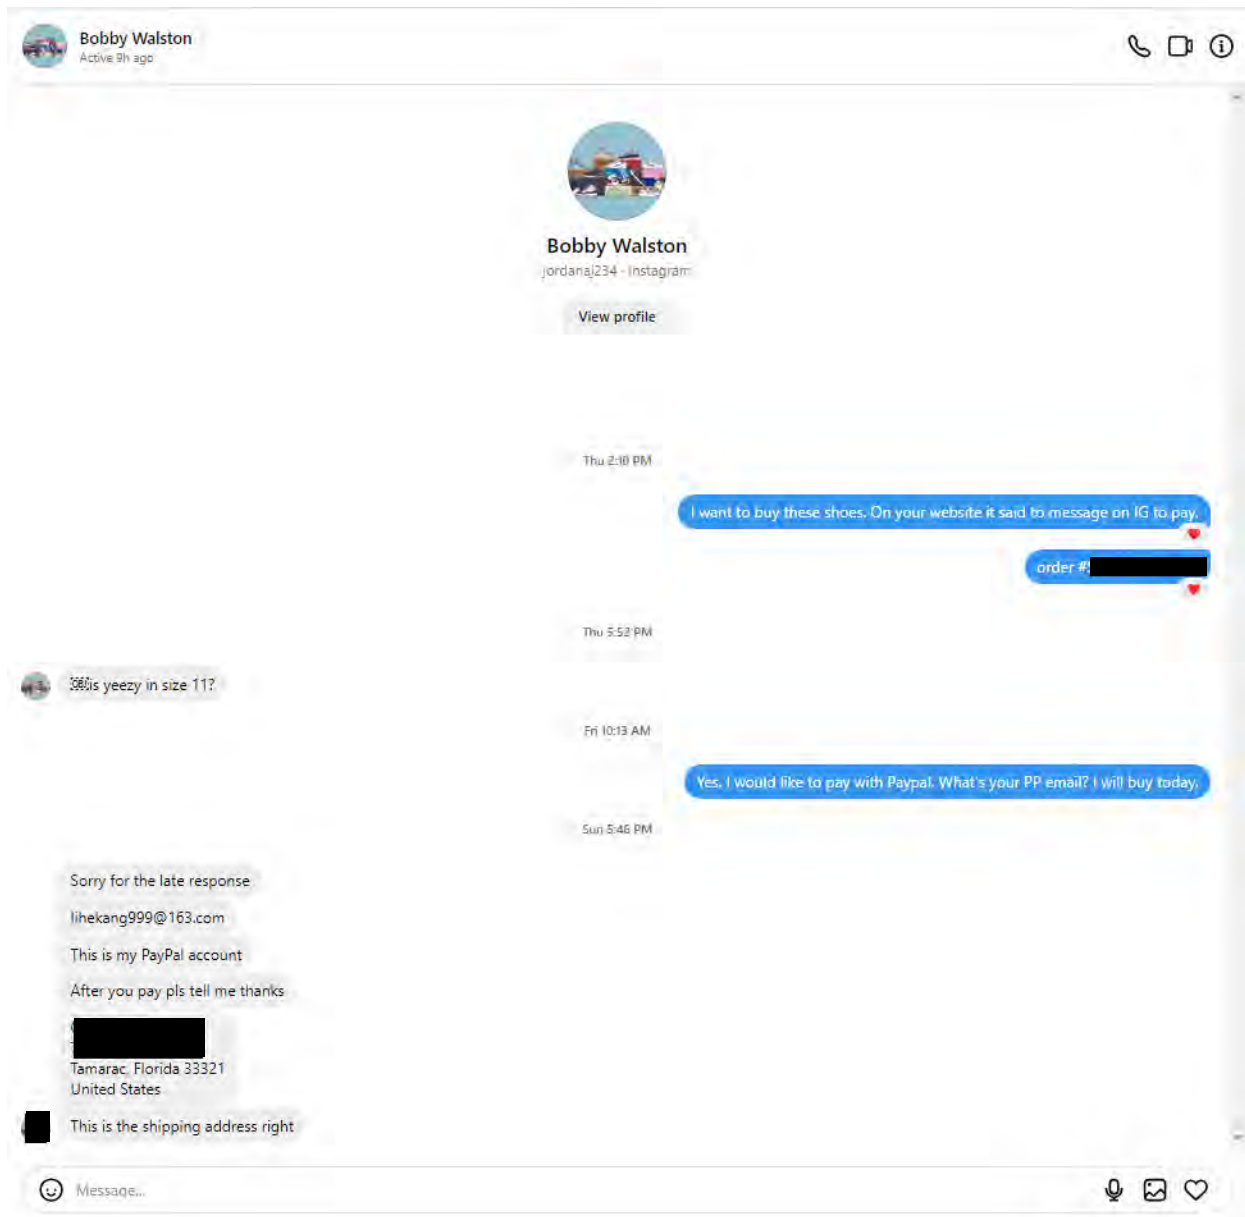 Bobby Walston
Active 9h ago
Bobby Walston
jordanaj234 · Instagram
View profile
Thu 2:10 PM
I want to buy these shoes. On your website it said to message on IG to pay.
order #
Thu 5:52 PM
is yeezy in size 11?
Fri 10:13 AM
Yes. I would like to pay with Paypal. What's your PP email? I will buy today.
Sun 5:46 PM
Sorry for the late response
lihekang999@163.com
This is my PayPal account
After you pay pls tell me thanks
Tamarac, Florida 33321
United States
This is the shipping address right
Message...